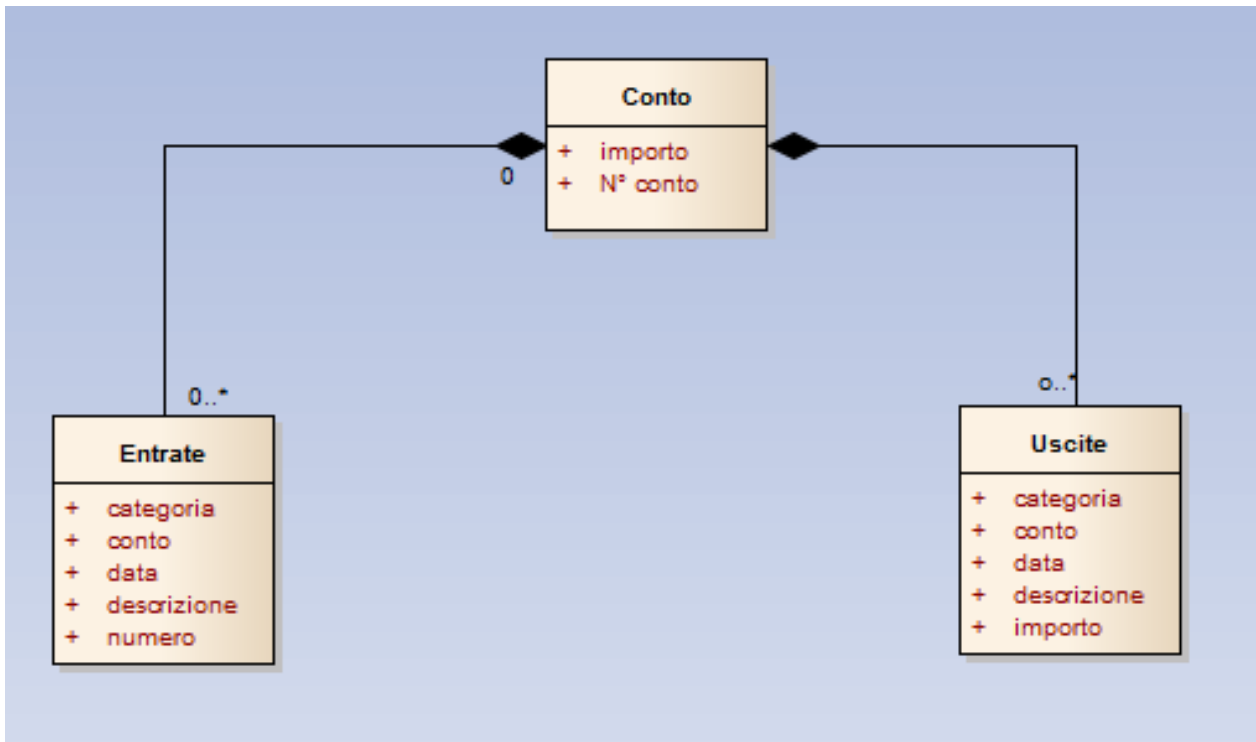 Conto
+ importo
+ N° conto
0
0..*
o..*
Entrate
+ categoria
+ conto
+ data
+ descrizione
+ numero
Uscite
+ categoria
+ conto
+ data
+ descrizione
+ importo